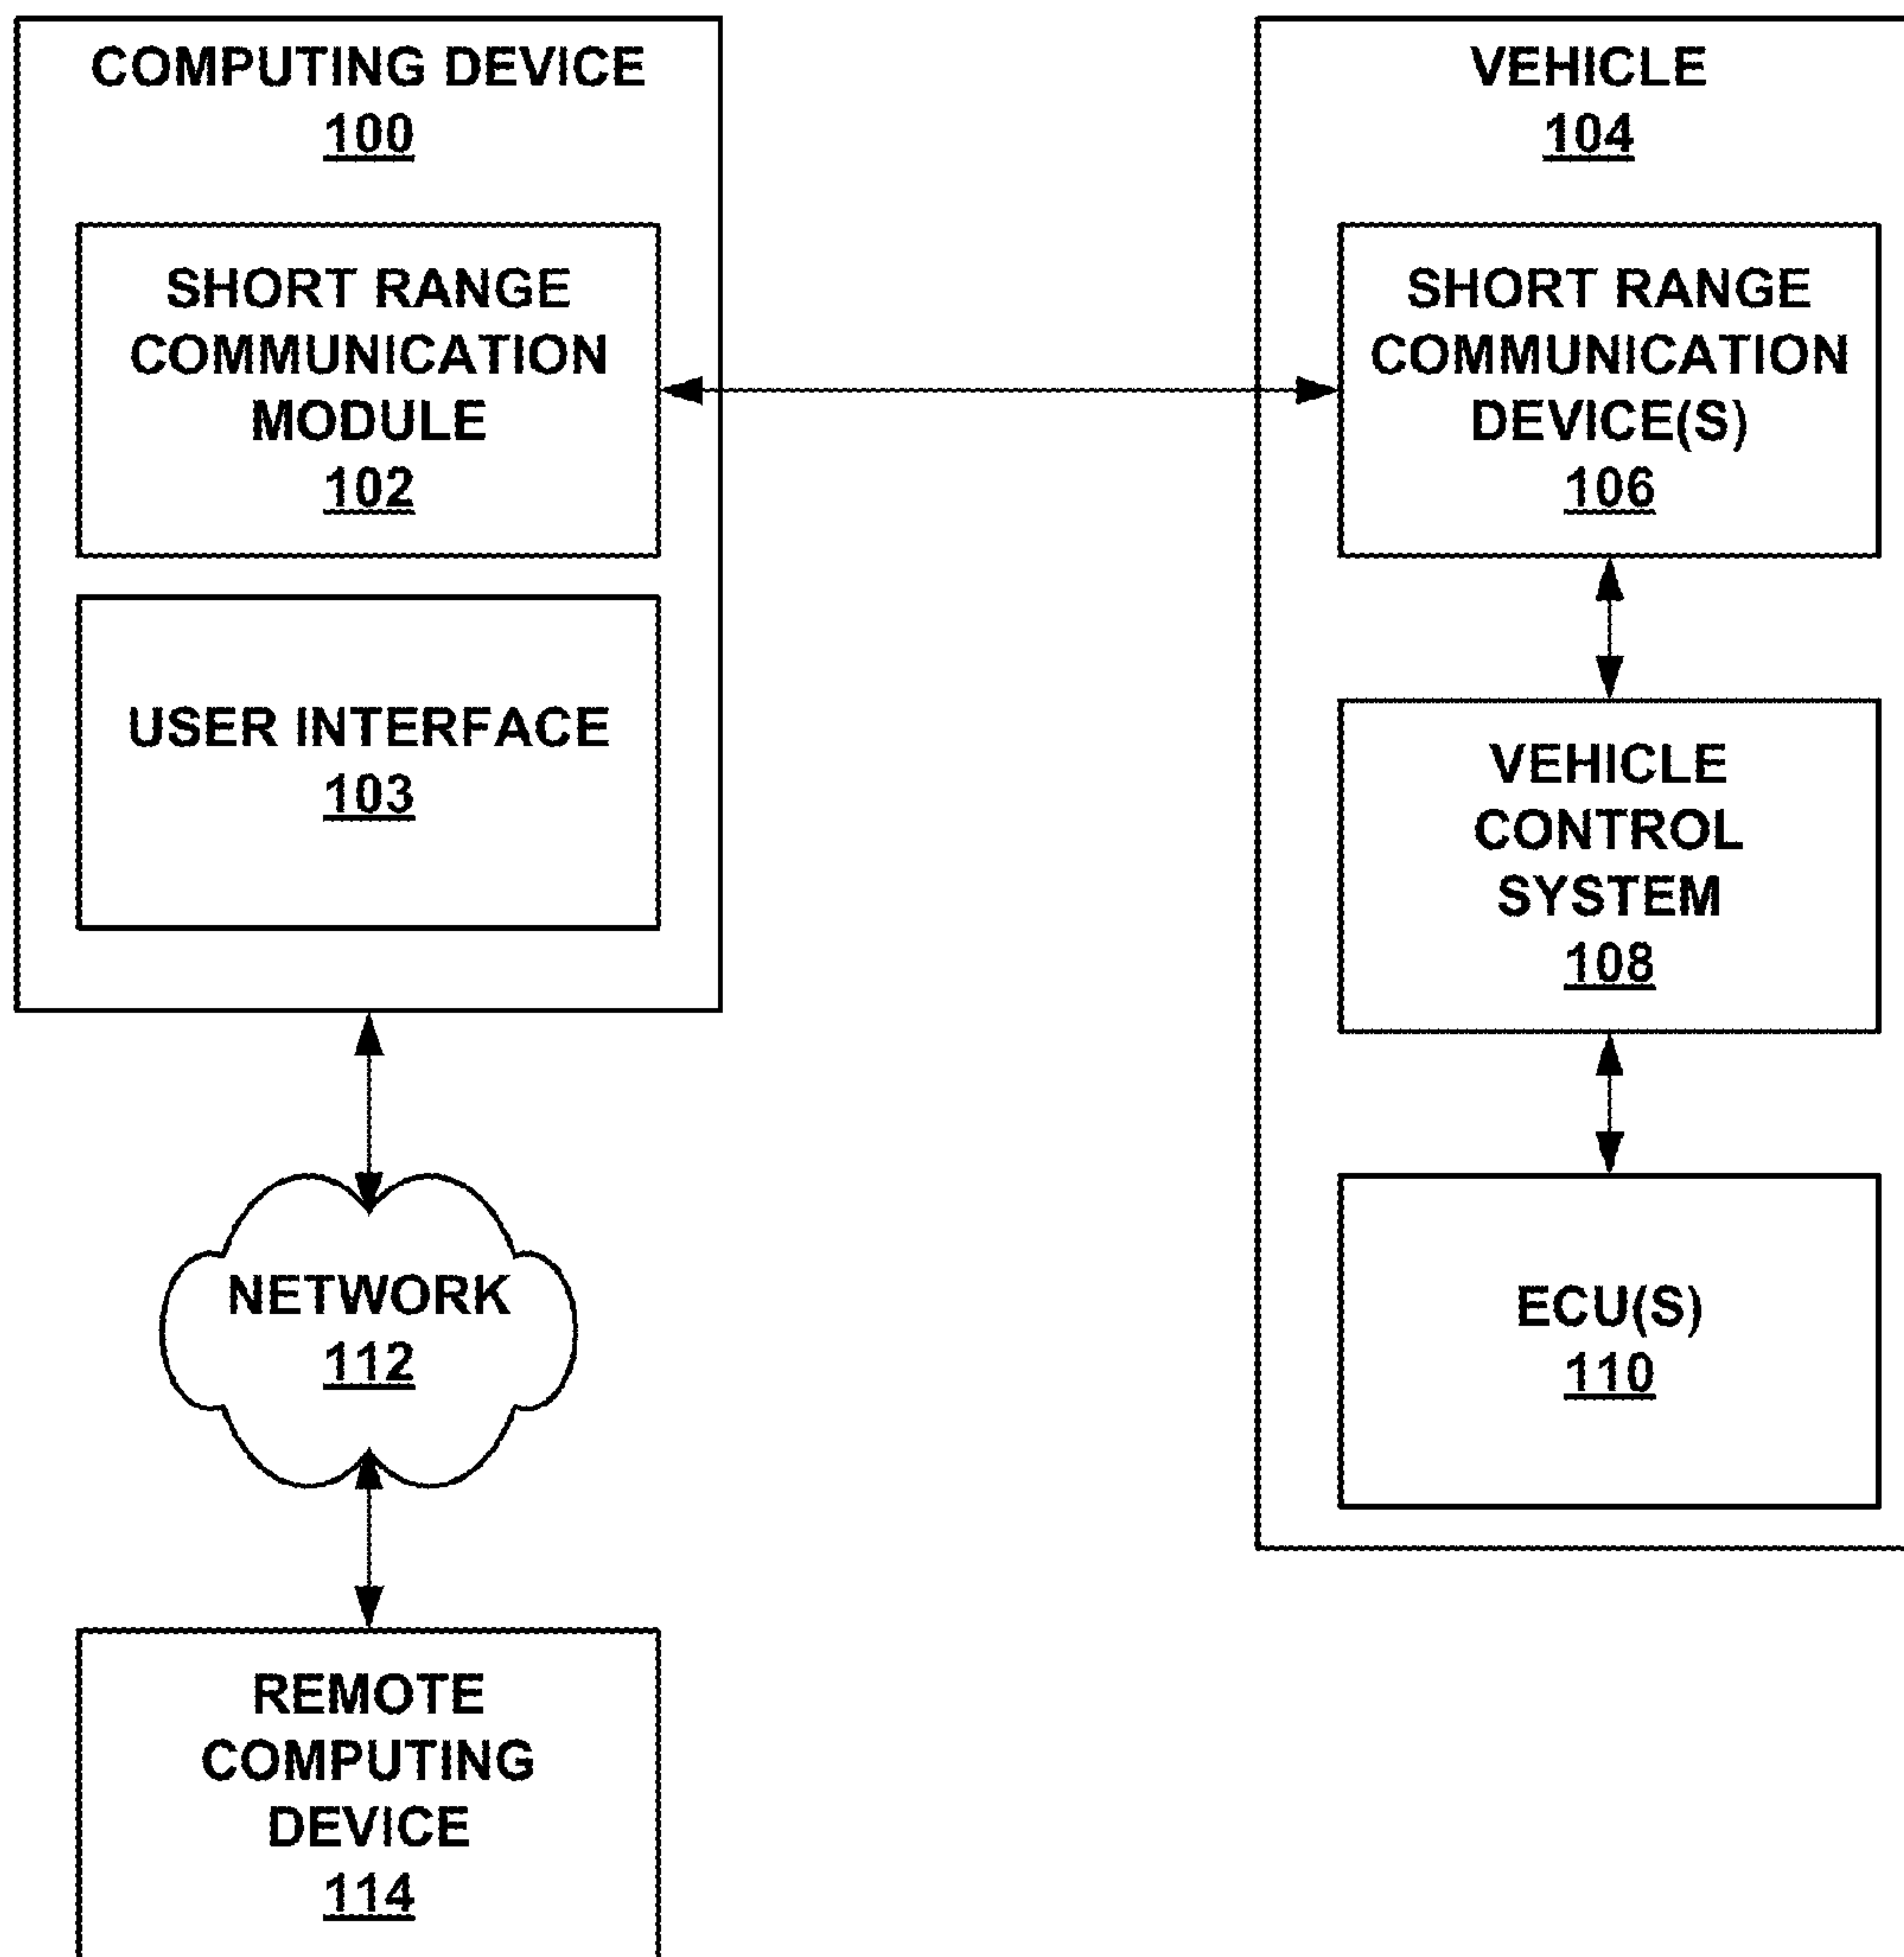 COMPUTING DEVICE
100
SHORT RANGE
COMMUNICATION
MODULE
102
USER INTERFACE
103
NETWORK
112
REMOTE
COMPUTING
DEVICE
114
VEHICLE
104
SHORT RANGE
COMMUNICATION
DEVICE(S)
106
VEHICLE
CONTROL
SYSTEM
108
ECU(S)
110